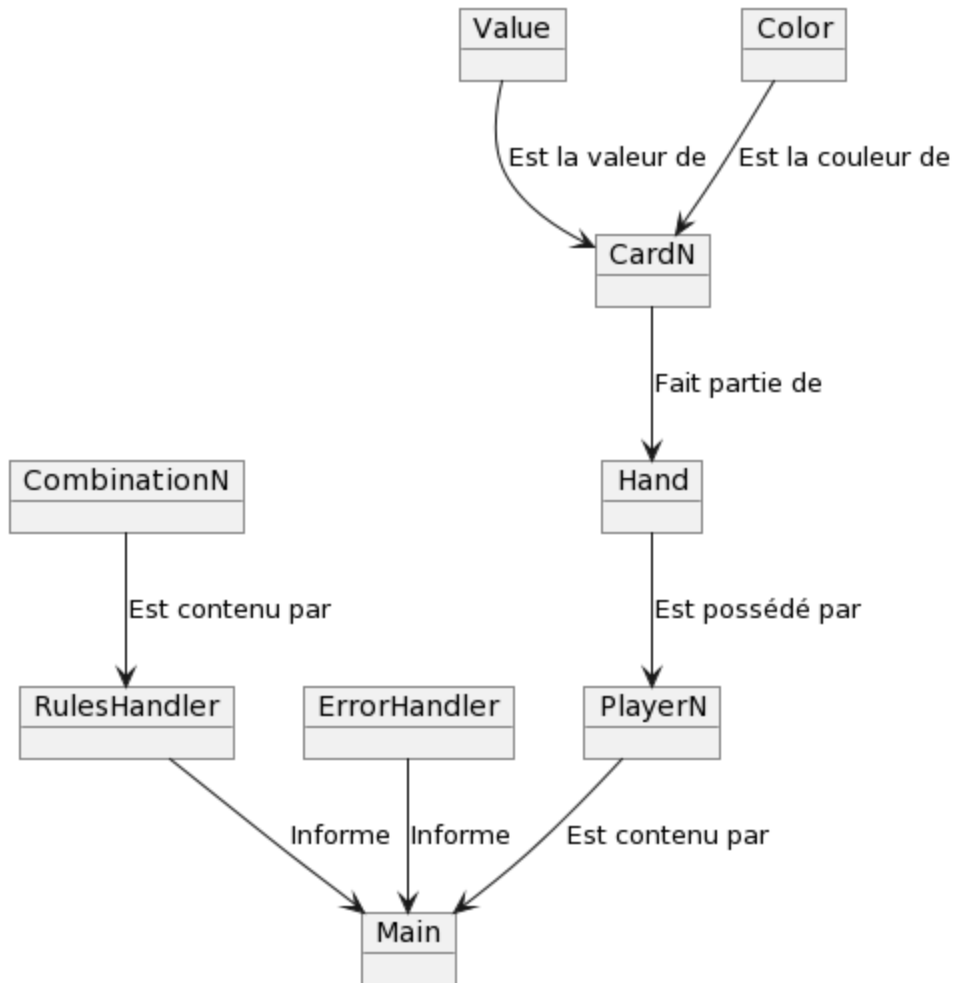 Value
Color
Est la valeur de
Est la couleur de
CardN
Fait partie de
CombinationN
Hand
Est contenu par
Est possédé par
RulesHandler
ErrorHandler
PlayerN
Informe
Informe
Est contenu par
Main